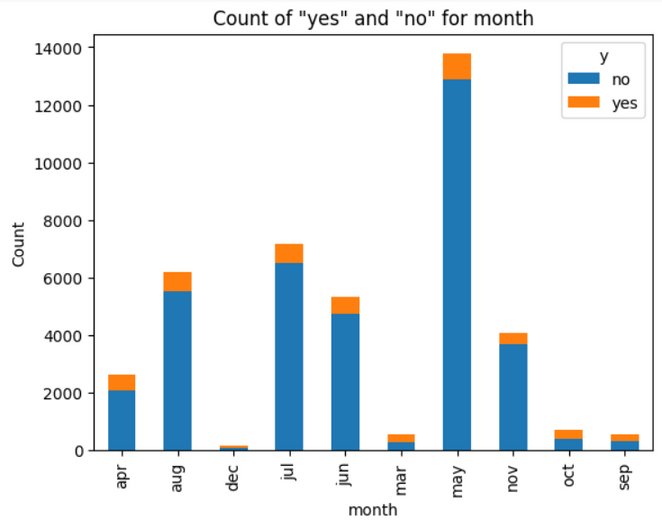 Count of "yes" and "no" for month
y
no
yes
14000
12000
10000
8000
6000
4000
2000
0
Count
apr
aug
dec
jul
jun
mar
may
nov
oct
sep
month